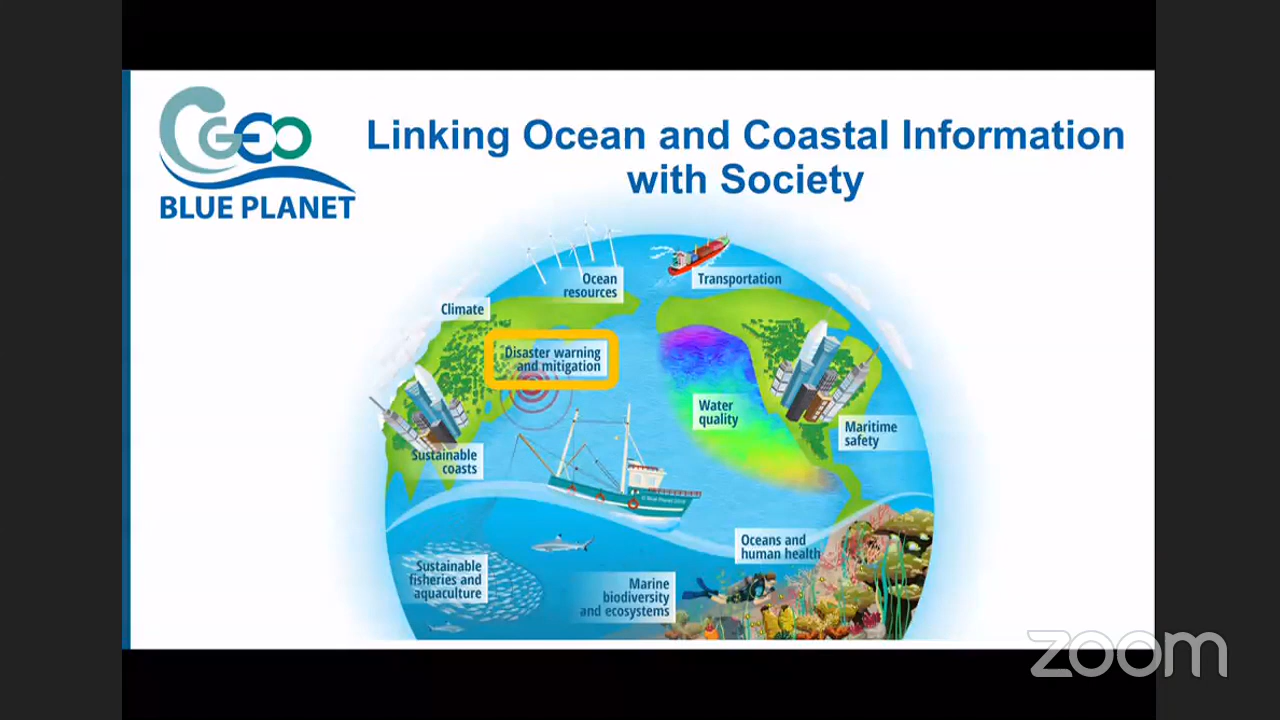 GEO
BLUE PLANET
Linking Ocean and Coastal Information
with Society
Ocean
resources
Transportation
Climate
Disaster warning
and mitigation
Water
quality
Maritime
safety
Sustainable
coasts
Oceans and
human health
Sustainable
fisheries and
aquaculture
Marine
biodiversity
and ecosystems
zoom